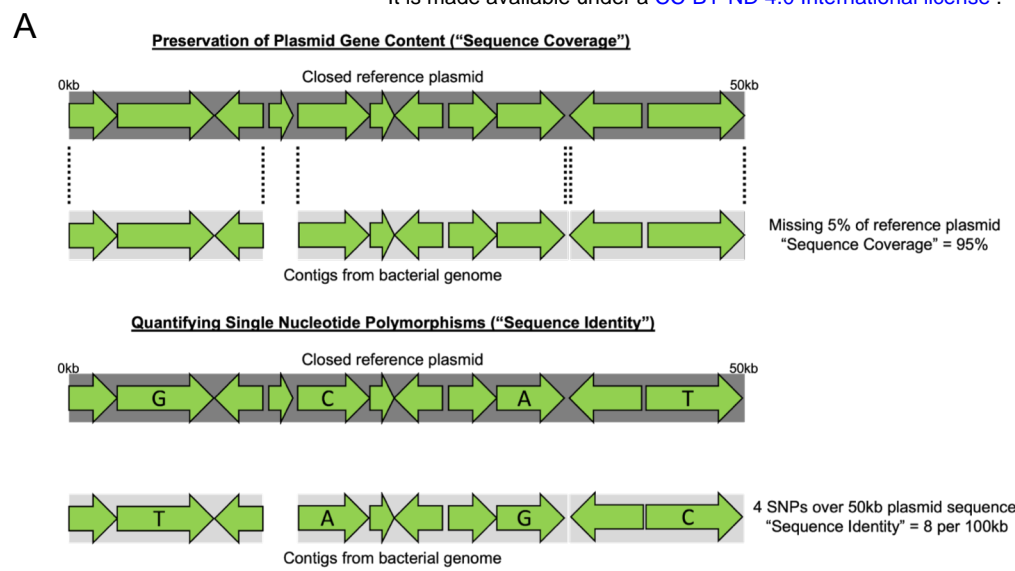 It is made available under a CC-BY-ND 4.0 International license .
A
Preservation of Plasmid Gene Content (“Sequence Coverage”)
Closed reference plasmid
0kb
50kb
Missing 5% of reference plasmid
“Sequence Coverage” = 95%
Contigs from bacterial genome
Quantifying Single Nucleotide Polymorphisms (“Sequence Identity”)
Closed reference plasmid
0kb
50kb
G C A T
T A G C
4 SNPs over 50kb plasmid sequence
“Sequence Identity” = 8 per 100kb
Contigs from bacterial genome